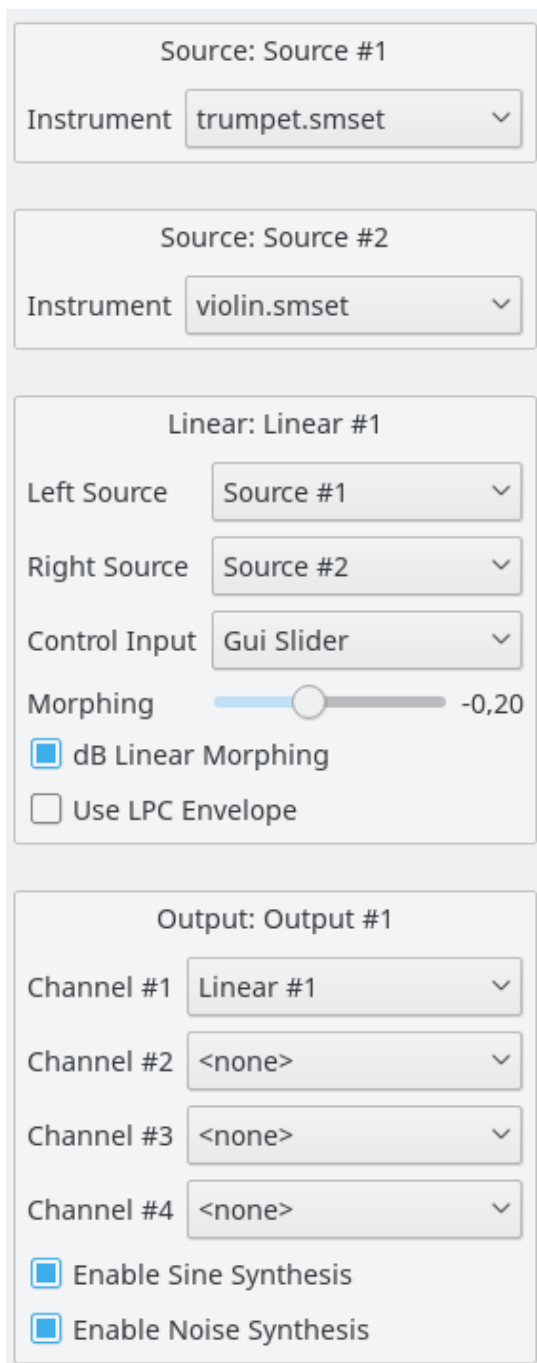 Source: Source #1
Instrument trumpet.smset
Source: Source #2
Instrument violin.smset
Linear: Linear #1
Left Source Source #1
Right Source Source #2
Control Input Gui Slider
Morphing -0,20
dB Linear Morphing
Use LPC Envelope
Output: Output #1
Channel #1 Linear #1
Channel #2 <none>
Channel #3 <none>
Channel #4 <none>
Enable Sine Synthesis
Enable Noise Synthesis